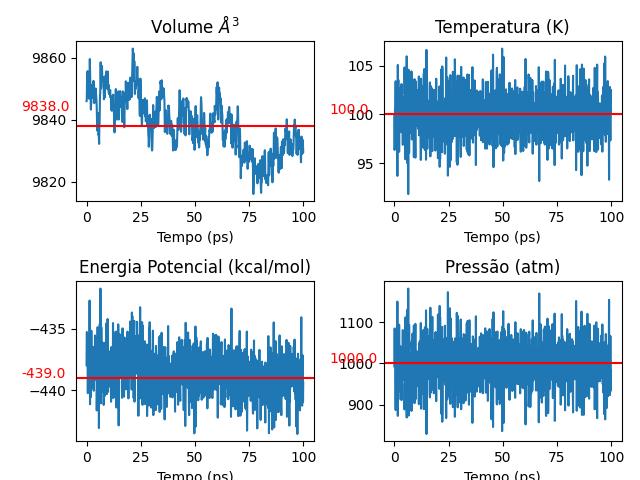 Volume Å³
9860
9838.0
9840
9820
0 25 50 75 100
Tempo (ps)
Temperatura (K)
105
100.0
100
95
0 25 50 75 100
Tempo (ps)
Energia Potencial (kcal/mol)
−435
-439.0
−440
0 25 50 75 100
Tempo (ps)
Pressão (atm)
1100
1000.0
1000
900
0 25 50 75 100
Tempo (ps)